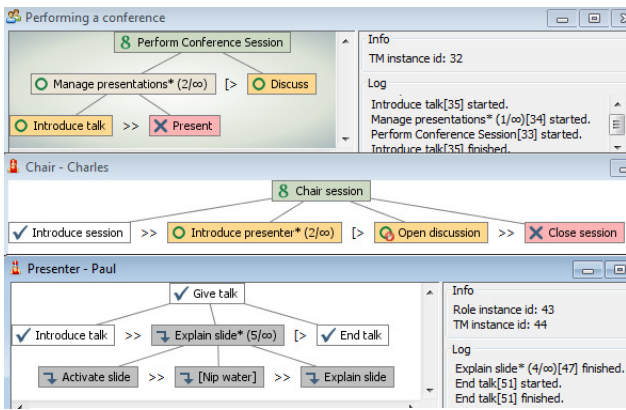 Performing a conference
8 Perform Conference Session
Manage presentations* (2/∞) [> Discuss
Introduce talk >> Present
Info
TM instance id: 32
Log
Introduce talk[35] started.
Manage presentations* (1/∞)[34] started.
Perform Conference Session[33] started.
Introduce talk[35] finished.
Chair - Charles
8 Chair session
Introduce session >> Introduce presenter* (2/∞) [> Open discussion >> Close session
Presenter - Paul
Give talk
Introduce talk >> Explain slide* (5/∞) [> End talk
Activate slide >> [Nip water] >> Explain slide
Info
Role instance id: 43
TM instance id: 44
Log
Explain slide* (4/∞)[47] finished.
End talk[51] started.
End talk[51] finished.